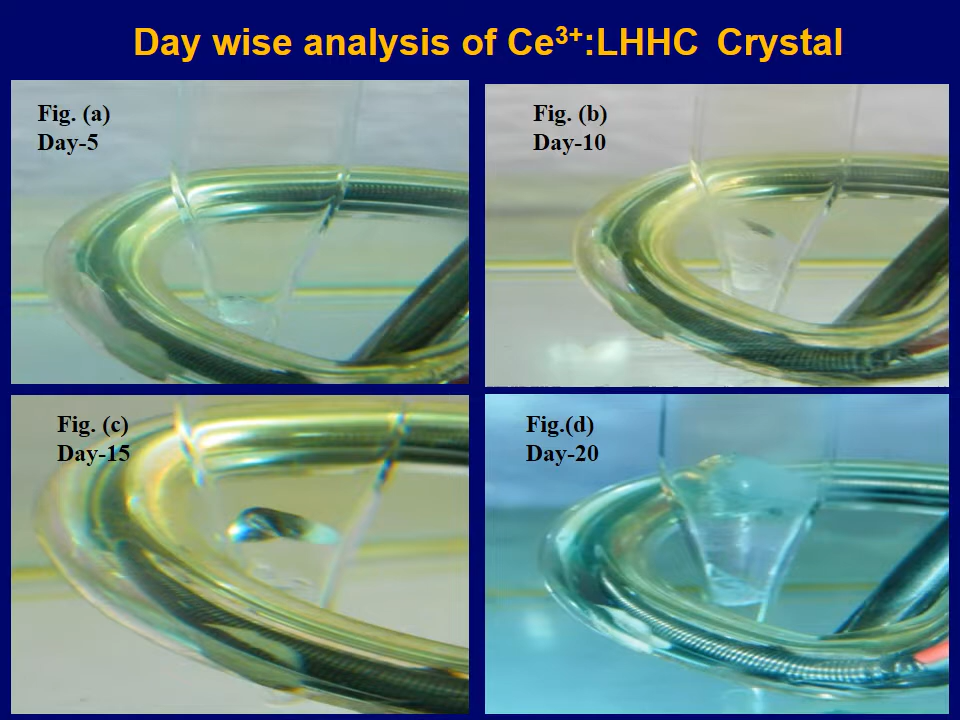 Day wise analysis of Ce³⁺:LHHC Crystal
Fig. (a)
Day-5
Fig. (b)
Day-10
Fig. (c)
Day-15
Fig.(d)
Day-20